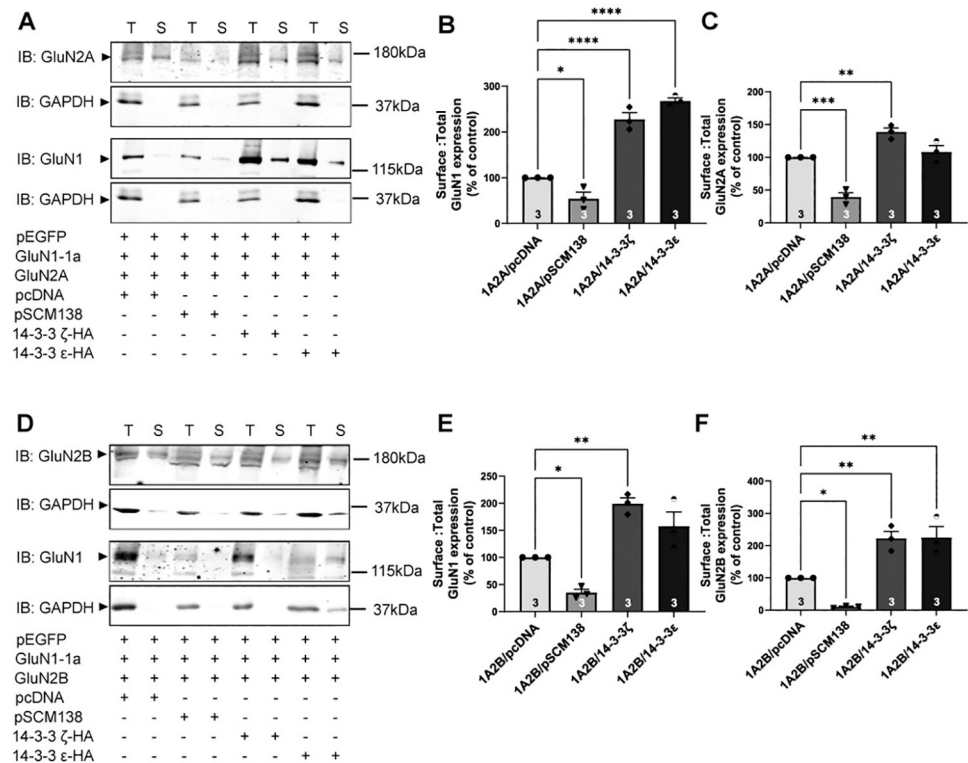 A
T S T S T S T S
IB: GluN2A
180kDa
IB: GAPDH
37kDa
IB: GluN1
115kDa
IB: GAPDH
37kDa
pEGFP + + + + + + + +
GluN1-1a + + + + + + + +
GluN2A + + + + + + + +
pcDNA + + - - - - - -
pSCM138 - - + + - - - -
14-3-3 ζ-HA - - - - + + - -
14-3-3 ε-HA - - - - - - + +
B
****
****
*
Surface :Total
GluN1 expression
(% of control)
300
200
100
0
3 3 3 3
1A2A/pcDNA
1A2A/pSCM138
1A2A/14-3-3ζ
1A2A/14-3-3ε
C
**
***
Surface :Total
GluN2A expression
(% of control)
200
150
100
50
0
3 3 3 3
1A2A/pcDNA
1A2A/pSCM138
1A2A/14-3-3ζ
1A2A/14-3-3ε
D
T S T S T S T S
IB: GluN2B
180kDa
IB: GAPDH
37kDa
IB: GluN1
115kDa
IB: GAPDH
37kDa
pEGFP + + + + + + + +
GluN1-1a + + + + + + + +
GluN2B + + + + + + + +
pcDNA + + - - - - - -
pSCM138 - - + + - - - -
14-3-3 ζ-HA - - - - + + - -
14-3-3 ε-HA - - - - - - + +
E
**
*
Surface :Total
GluN1 expression
(% of control)
250
200
150
100
50
0
3 3 3 3
1A2B/pcDNA
1A2B/pSCM138
1A2B/14-3-3ζ
1A2B/14-3-3ε
F
**
**
*
Surface :Total
GluN2B expression
(% of control)
400
300
200
100
0
3 3 3
1A2B/pcDNA
1A2B/pSCM138
1A2B/14-3-3ζ
1A2B/14-3-3ε